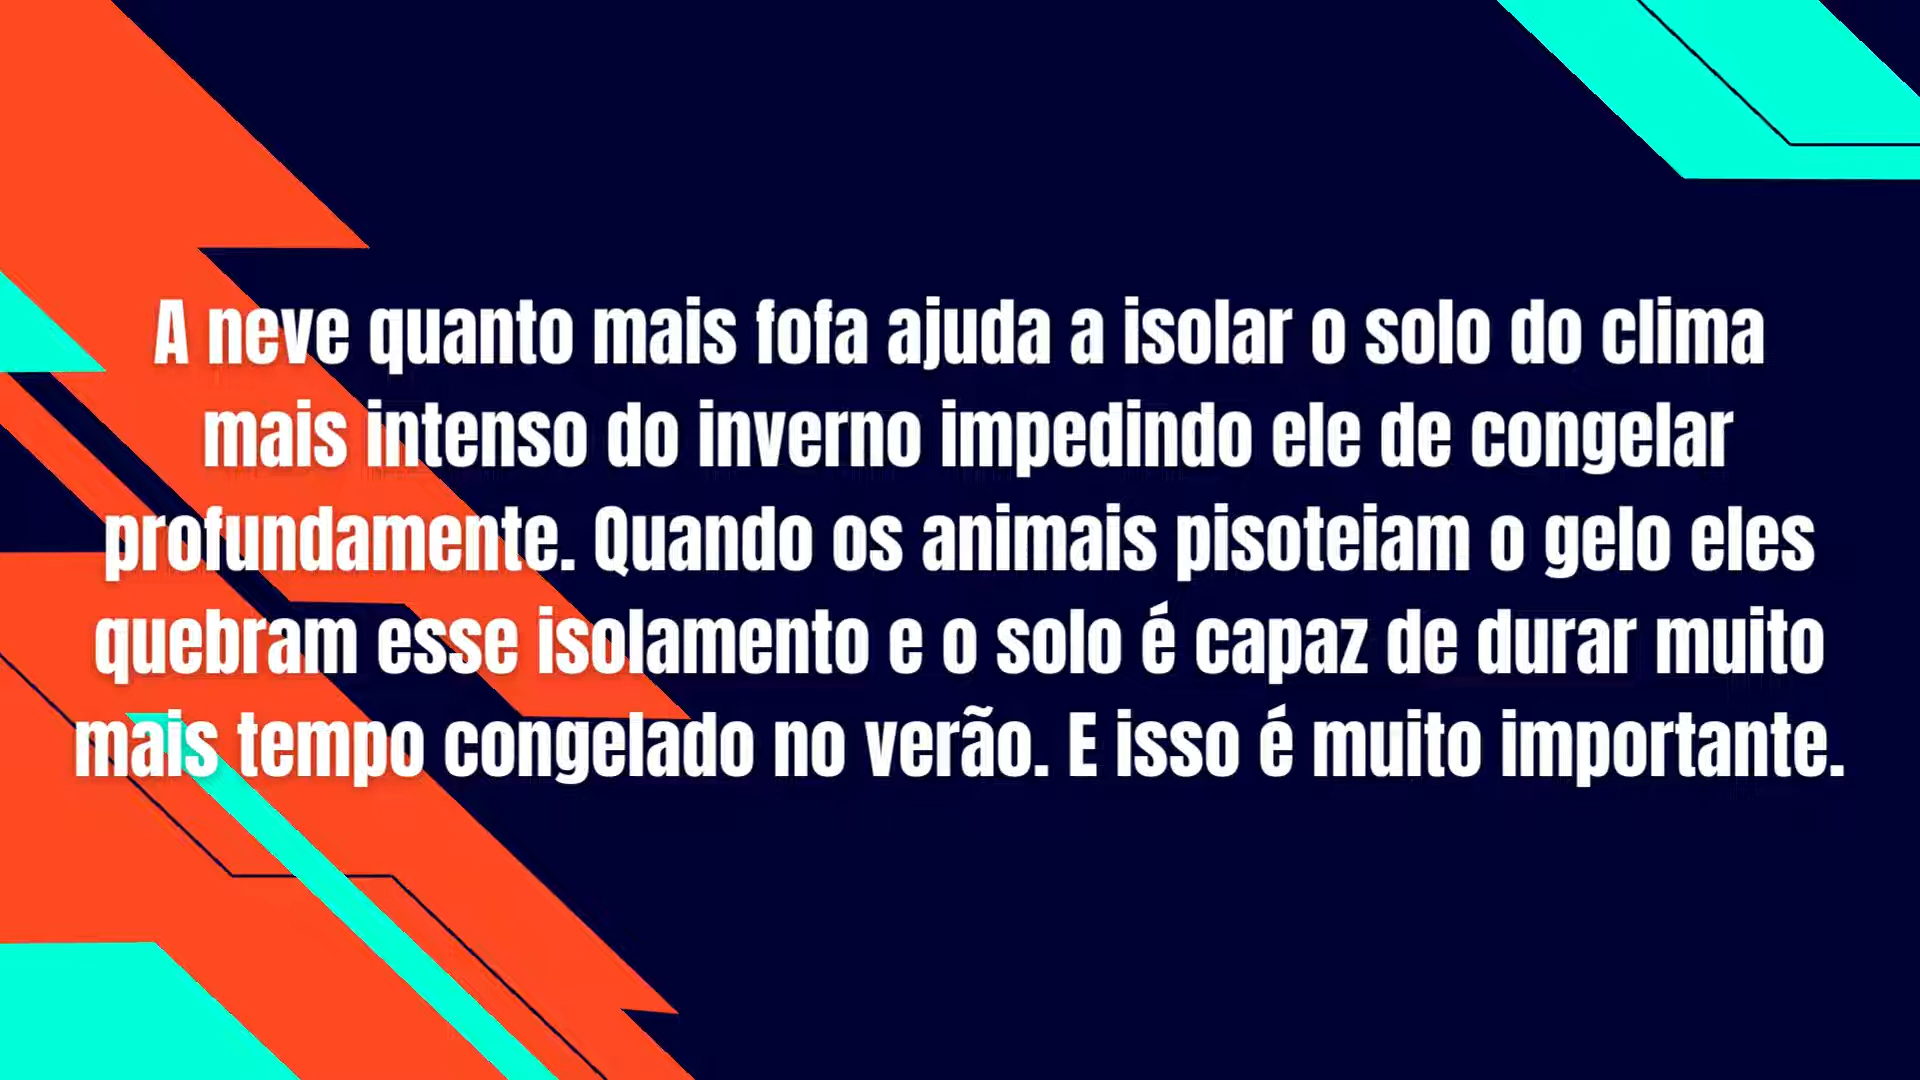 A neve quanto mais fofa ajuda a isolar o solo do clima
mais intenso do inverno impedindo ele de congelar
profundamente. Quando os animais pisoteiam o gelo eles
quebram esse isolamento e o solo é capaz de durar muito
mais tempo congelado no verão. E isso é muito importante.